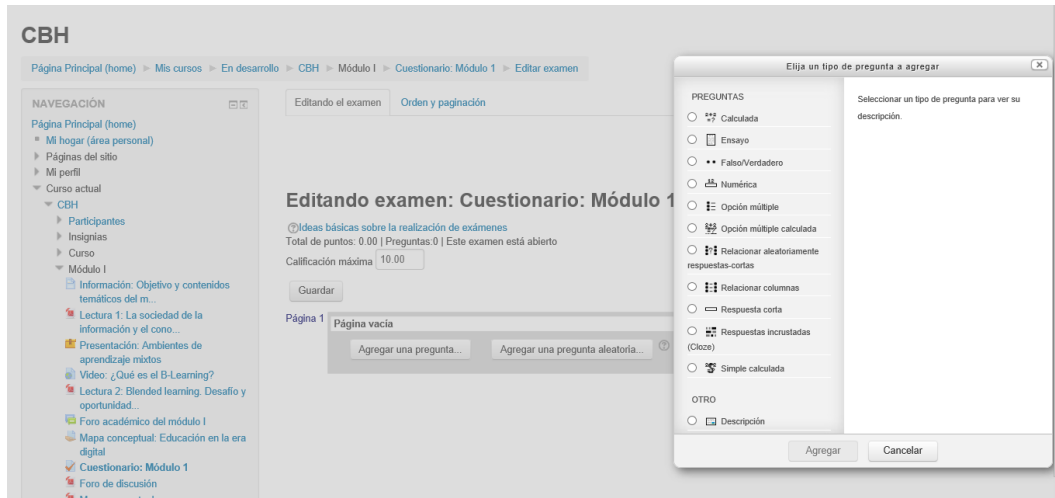 CBH
Página Principal (home) Mis cursos En desarrollo CBH Módulo I Cuestionario: Módulo 1 Editar examen
NAVEGACIÓN
Página Principal (home)
Mi hogar (área personal)
Páginas del sitio
Mi perfil
Curso actual
CBH
Participantes
Insignias
Curso
Módulo I
Información: Objetivo y contenidos
temáticos del m...
Lectura 1: La sociedad de la
información y el cono...
Presentación: Ambientes de
aprendizaje mixtos
Video: ¿Qué es el B-Learning?
Lectura 2: Blended learning. Desafío y
oportunidad...
Foro académico del módulo I
Mapa conceptual: Educación en la era
digital
Cuestionario: Módulo 1
Foro de discusión
Editando el examen Orden y paginación
Editando examen: Cuestionario: Módulo 1
Ideas básicas sobre la realización de exámenes
Total de puntos: 0.00 | Preguntas:0 | Este examen está abierto
Calificación máxima 10.00
Guardar
Página 1 Página vacía
Agregar una pregunta... Agregar una pregunta aleatoria...
Elija un tipo de pregunta a agregar
PREGUNTAS
Calculada
Ensayo
Falso/Verdadero
Numérica
Opción múltiple
Opción múltiple calculada
Relacionar aleatoriamente
respuestas-cortas
Relacionar columnas
Respuesta corta
Respuestas incrustadas
(Cloze)
Simple calculada
OTRO
Descripción
Seleccionar un tipo de pregunta para ver su
descripción.
Agregar Cancelar